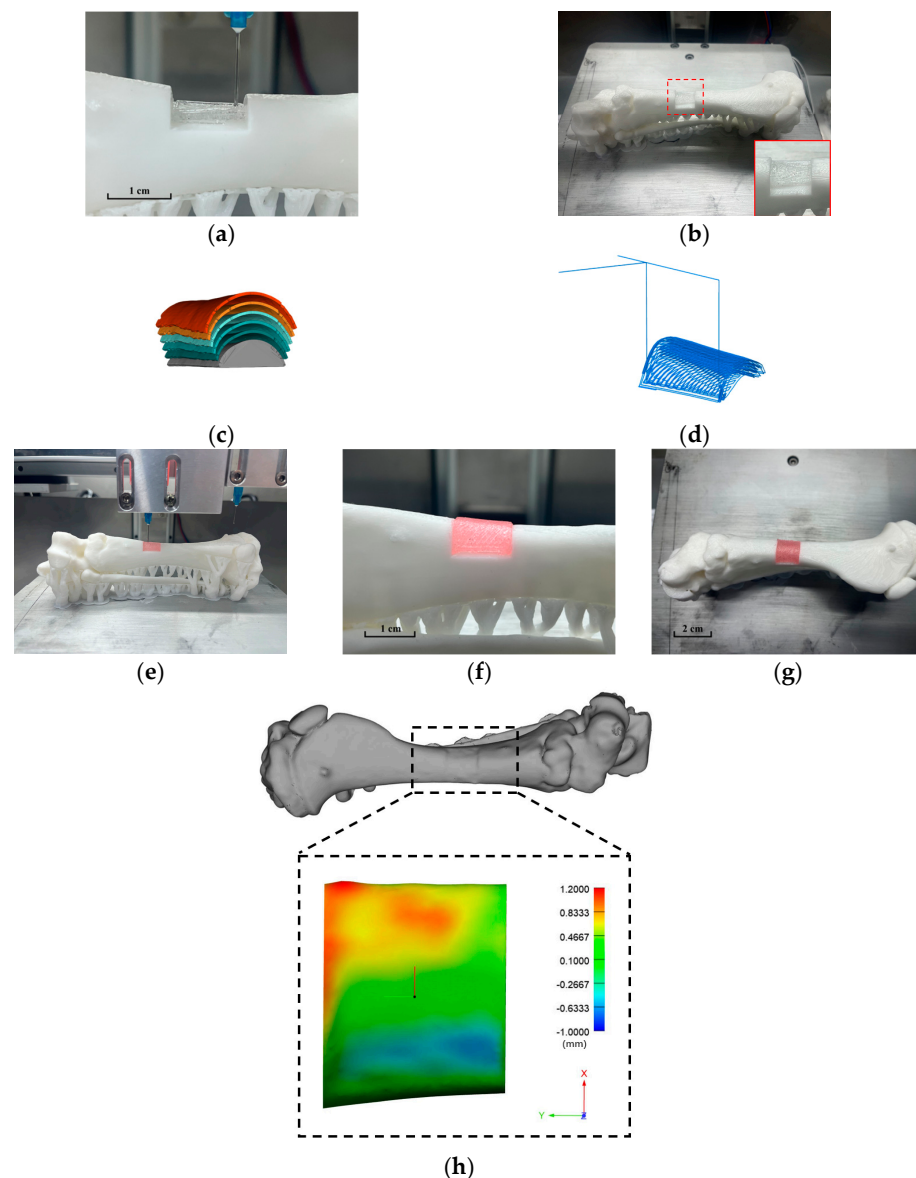 1 cm
(a)
(b)
(c)
(d)
(e)
1 cm
(f)
2 cm
(g)
1.2000
0.8333
0.4667
0.1000
-0.2667
-0.6333
-1.0000
(mm)
X
Y
Z
(h)